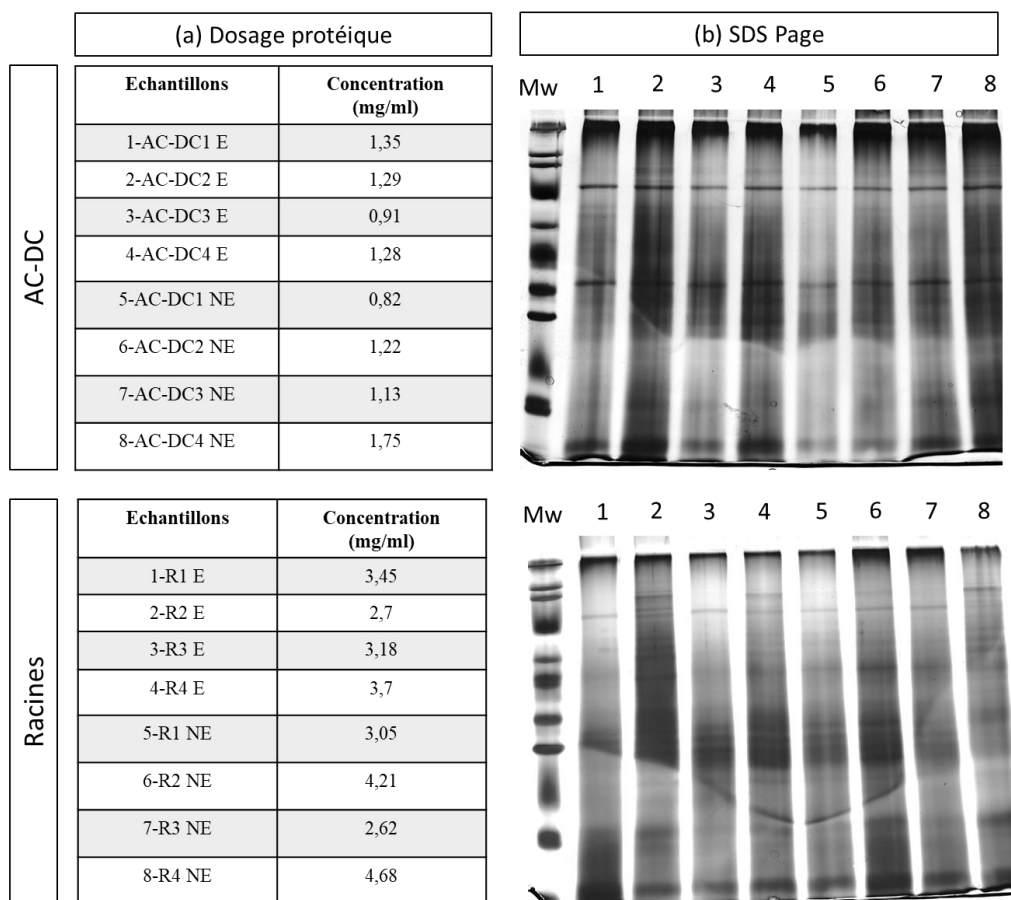 (a) Dosage protéique
(b) SDS Page
AC-DC
Echantillons Concentration
(mg/ml)
1-AC-DC1 E 1,35
2-AC-DC2 E 1,29
3-AC-DC3 E 0,91
4-AC-DC4 E 1,28
5-AC-DC1 NE 0,82
6-AC-DC2 NE 1,22
7-AC-DC3 NE 1,13
8-AC-DC4 NE 1,75
Mw 1 2 3 4 5 6 7 8
Racines
Echantillons Concentration
(mg/ml)
1-R1 E 3,45
2-R2 E 2,7
3-R3 E 3,18
4-R4 E 3,7
5-R1 NE 3,05
6-R2 NE 4,21
7-R3 NE 2,62
8-R4 NE 4,68
Mw 1 2 3 4 5 6 7 8